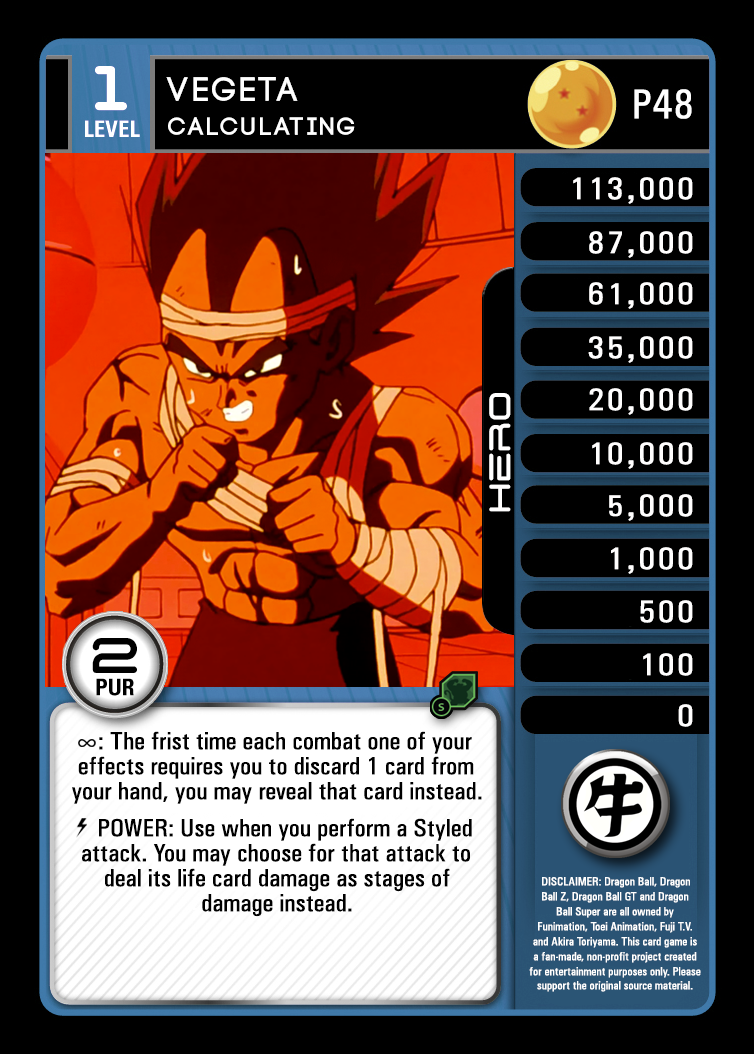 1
LEVEL
VEGETA
CALCULATING
P48
113,000
87,000
61,000
35,000
20,000
10,000
5,000
1,000
500
100
0
HERO
2
PUR
S
∞: The frist time each combat one of your
effects requires you to discard 1 card from
your hand, you may reveal that card instead.
POWER: Use when you perform a Styled
attack. You may choose for that attack to
deal its life card damage as stages of
damage instead.
牛
DISCLAIMER: Dragon Ball, Dragon
Ball Z, Dragon Ball GT and Dragon
Ball Super are all owned by
Funimation, Toei Animation, Fuji T.V.
and Akira Toriyama. This card game is
a fan-made, non-profit project created
for entertainment purposes only. Please
support the original source material.